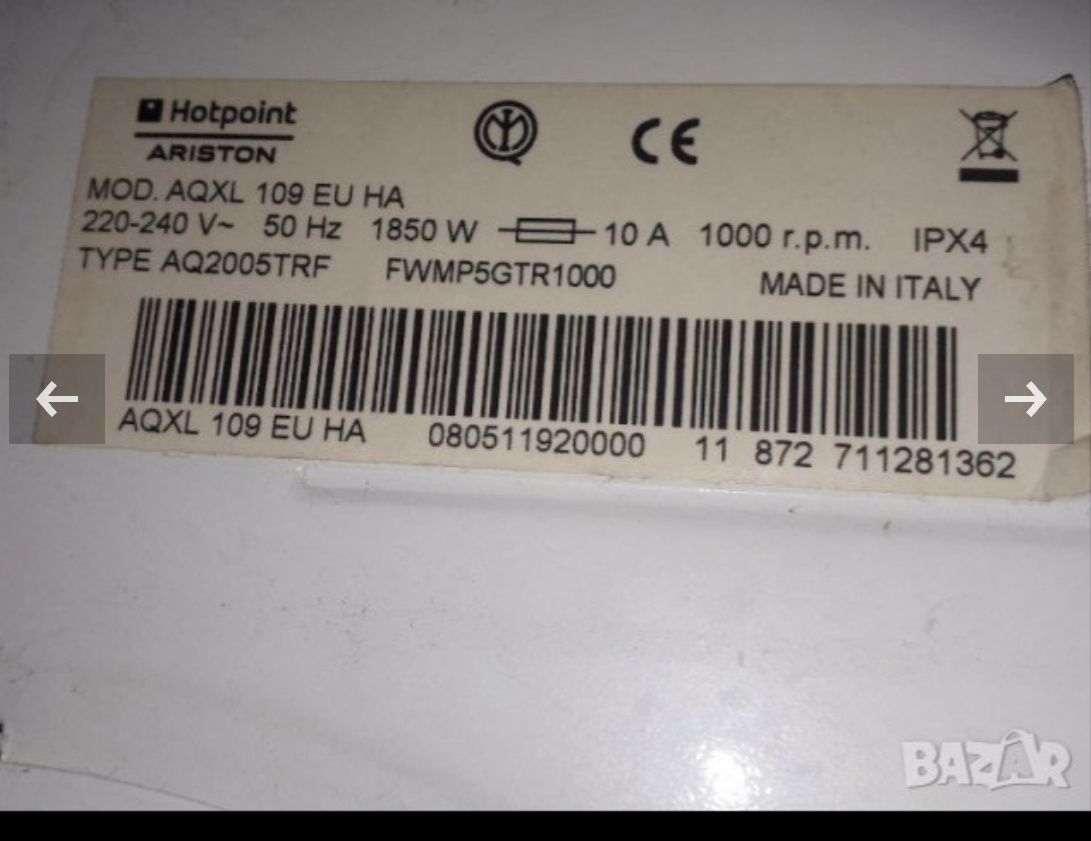 Hotpoint
ARISTON
CE
MOD. AQXL 109 EU HA
220-240 V~ 50 Hz 1850 W 10 A 1000 r.p.m. IPX4
TYPE AQ2005TRF FWMP5GTR1000 MADE IN ITALY
AQXL 109 EU HA 080511920000 11 872 711281362
BAZAR